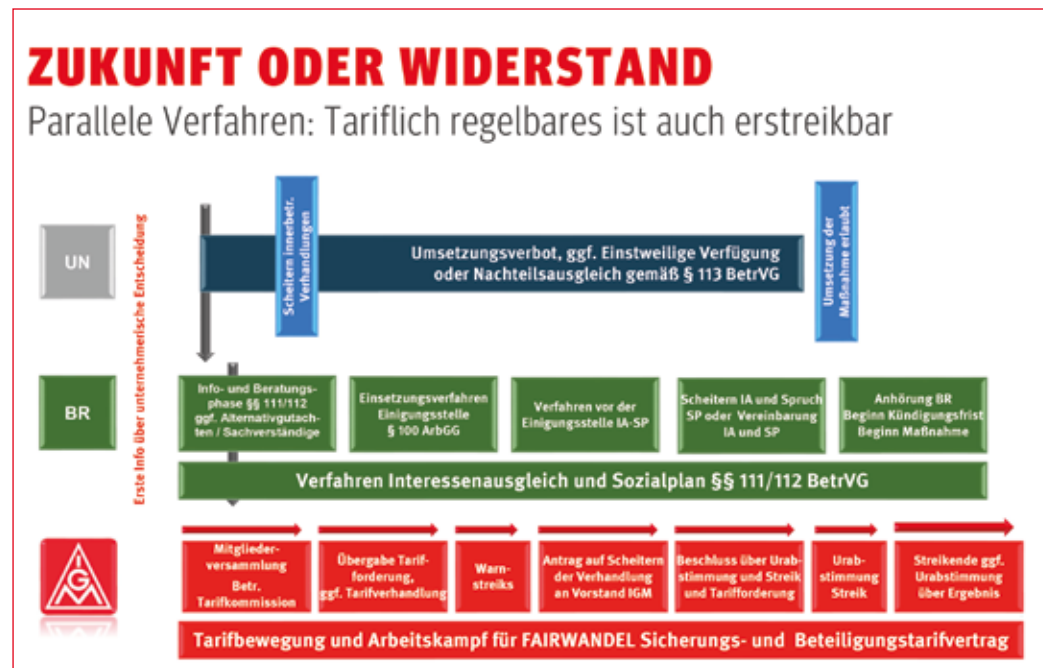 ZUKUNFT ODER WIDERSTAND
Parallele Verfahren: Tariflich regelbares ist auch erstreikbar
Erste Info über unternehmerische Entscheidung
UN
Scheitern innerbetr.
Verhandlungen
Umsetzungsverbot, ggf. Einstweilige Verfügung
oder Nachteilsausgleich gemäß § 113 BetrVG
Umsetzung der
Maßnahme erlaubt
BR
Info- und Beratungs-
phase §§ 111/112
ggf. Alternativgutach-
ten / Sachverständige
Einsetzungsverfahren
Einigungsstelle
§ 100 ArbGG
Verfahren vor der
Einigungsstelle IA-SP
Scheitern IA und Spruch
SP oder Vereinbarung
IA und SP
Anhörung BR
Beginn Kündigungsfrist
Beginn Maßnahme
Verfahren Interessenausgleich und Sozialplan §§ 111/112 BetrVG
IGM
Mitglieder-
versammlung
Betr.
Tarifkommission
Übergabe Tarif-
forderung,
ggf. Tarifverhandlung
Warn-
streiks
Antrag auf Scheitern
der Verhandlung
an Vorstand IGM
Beschluss über Urab-
stimmung und Streik
und Tarifforderung
Urab-
stimmung
Streik
Streikende ggf.
Urabstimmung
über Ergebnis
Tarifbewegung und Arbeitskampf für FAIRWANDEL Sicherungs- und Beteiligungstarifvertrag